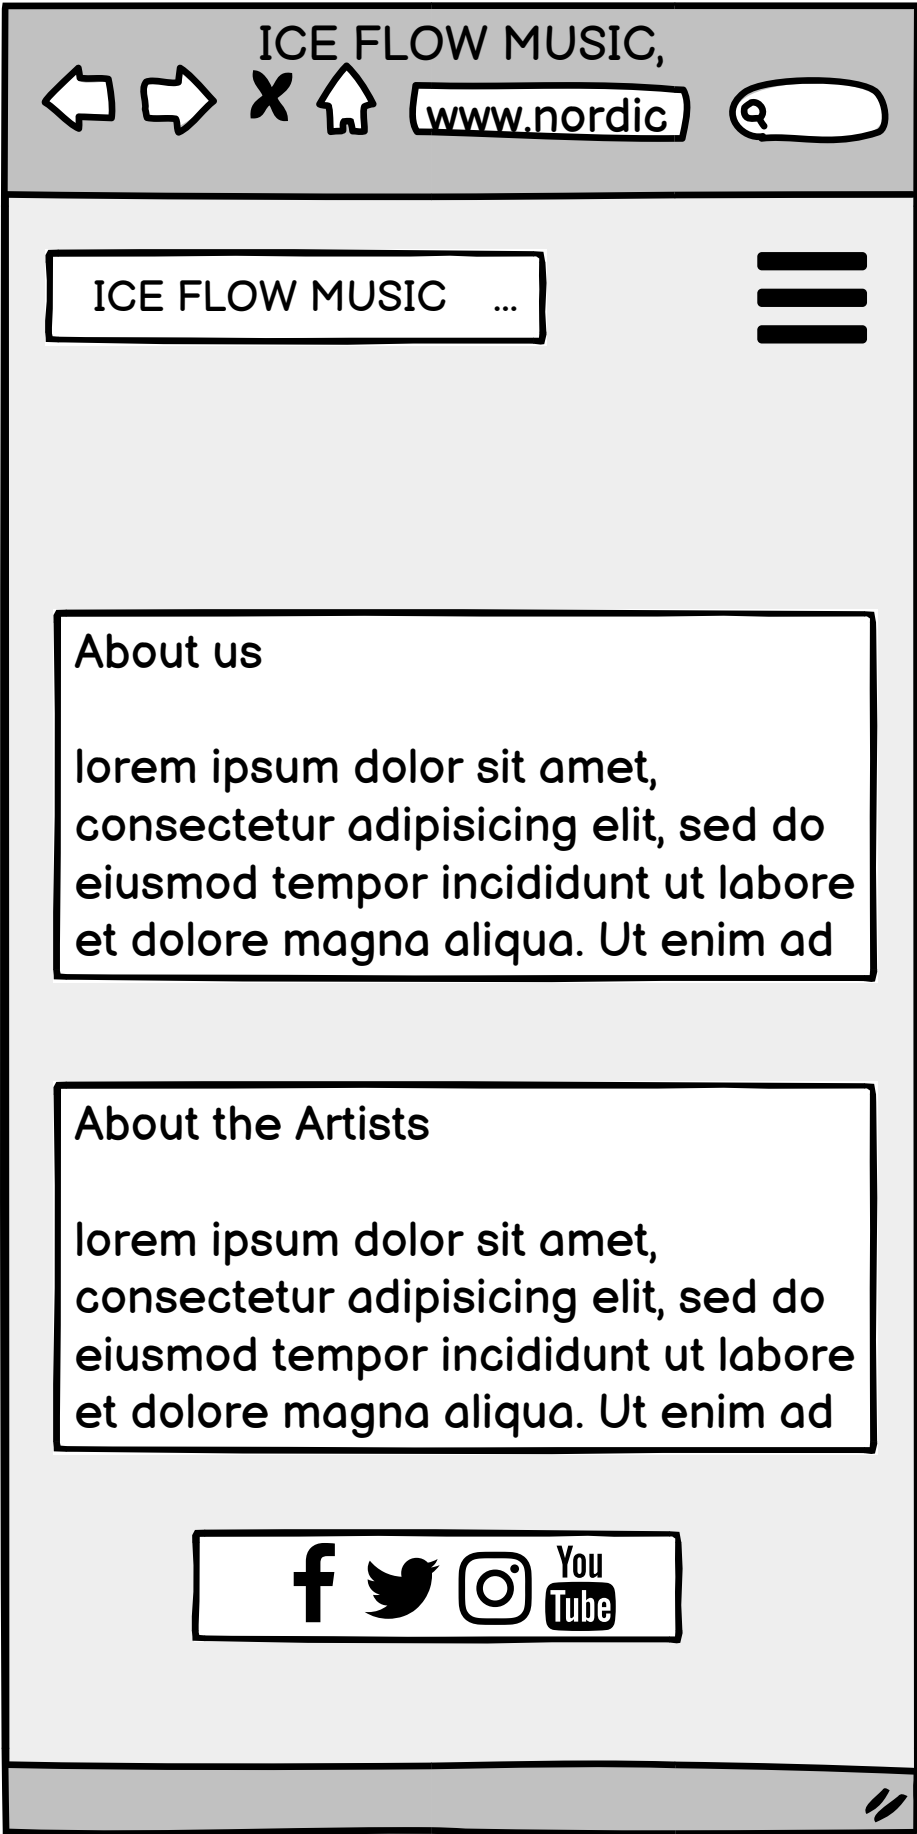 ICE FLOW MUSIC,
www.nordic
ICE FLOW MUSIC ...
About us
lorem ipsum dolor sit amet,
consectetur adipisicing elit, sed do
eiusmod tempor incididunt ut labore
et dolore magna aliqua. Ut enim ad
About the Artists
lorem ipsum dolor sit amet,
consectetur adipisicing elit, sed do
eiusmod tempor incididunt ut labore
et dolore magna aliqua. Ut enim ad
You
Tube